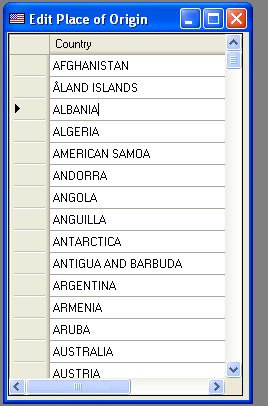 Edit Place of Origin
Country
AFGHANISTAN
ÅLAND ISLANDS
ALBANIA
ALGERIA
AMERICAN SAMOA
ANDORRA
ANGOLA
ANGUILLA
ANTARCTICA
ANTIGUA AND BARBUDA
ARGENTINA
ARMENIA
ARUBA
AUSTRALIA
AUSTRIA